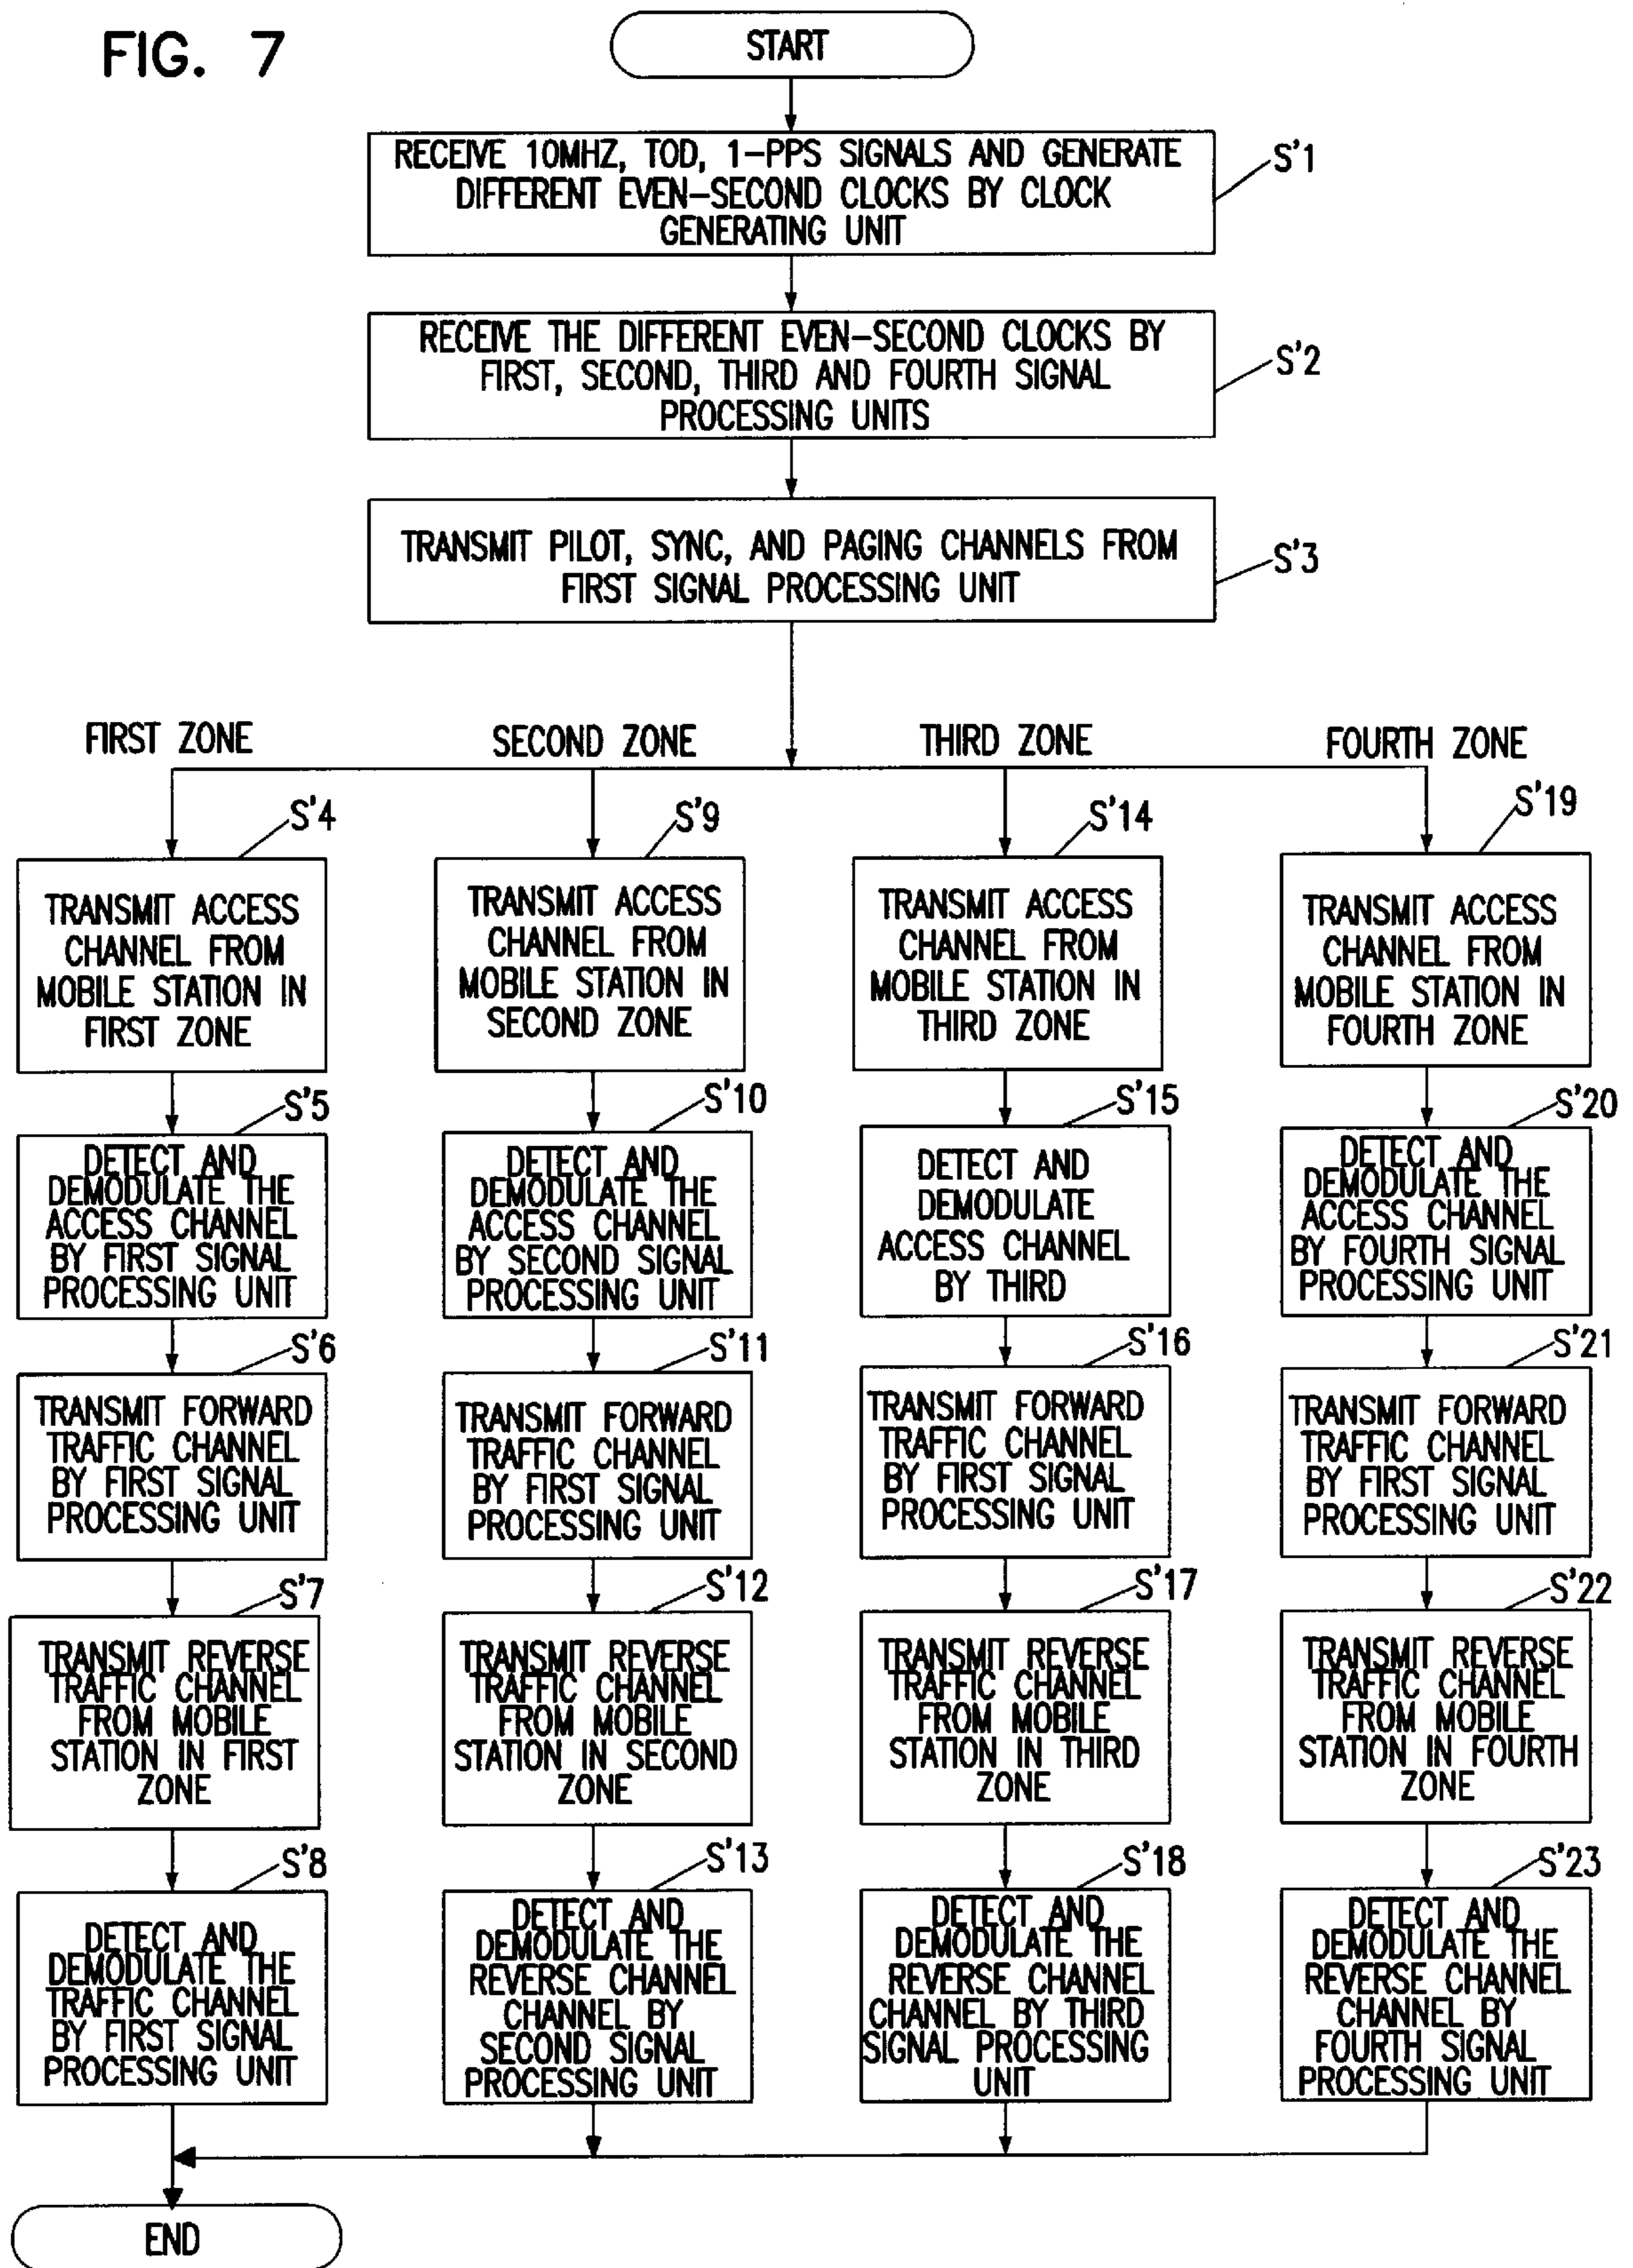 FIG. 7
START
RECEIVE 10MHZ, TOD, 1-PPS SIGNALS AND GENERATE
DIFFERENT EVEN-SECOND CLOCKS BY CLOCK
GENERATING UNIT
S'1
RECEIVE THE DIFFERENT EVEN-SECOND CLOCKS BY
FIRST, SECOND, THIRD AND FOURTH SIGNAL
PROCESSING UNITS
S'2
TRANSMIT PILOT, SYNC, AND PAGING CHANNELS FROM
FIRST SIGNAL PROCESSING UNIT
S'3
FIRST ZONE
S'4
TRANSMIT ACCESS
CHANNEL FROM
MOBILE STATION IN
FIRST ZONE
S'5
DETECT AND
DEMODULATE THE
ACCESS CHANNEL
BY FIRST SIGNAL
PROCESSING UNIT
S'6
TRANSMIT FORWARD
TRAFFIC CHANNEL
BY FIRST SIGNAL
PROCESSING UNIT
S'7
TRANSMIT REVERSE
TRAFFIC CHANNEL
FROM MOBILE
STATION IN FIRST
ZONE
S'8
DETECT AND
DEMODULATE THE
TRAFFIC CHANNEL
BY FIRST SIGNAL
PROCESSING UNIT
SECOND ZONE
S'9
TRANSMIT ACCESS
CHANNEL FROM
MOBILE STATION IN
SECOND ZONE
S'10
DETECT AND
DEMODULATE THE
ACCESS CHANNEL
BY SECOND SIGNAL
PROCESSING UNIT
S'11
TRANSMIT FORWARD
TRAFFIC CHANNEL
BY FIRST SIGNAL
PROCESSING UNIT
S'12
TRANSMIT REVERSE
TRAFFIC CHANNEL
FROM MOBILE
STATION IN SECOND
ZONE
S'13
DETECT AND
DEMODULATE THE
REVERSE CHANNEL
CHANNEL BY
SECOND SIGNAL
PROCESSING UNIT
THIRD ZONE
S'14
TRANSMIT ACCESS
CHANNEL FROM
MOBILE STATION IN
THIRD ZONE
S'15
DETECT AND
DEMODULATE
ACCESS CHANNEL
BY THIRD
S'16
TRANSMIT FORWARD
TRAFFIC CHANNEL
BY FIRST SIGNAL
PROCESSING UNIT
S'17
TRANSMIT REVERSE
TRAFFIC CHANNEL
FROM MOBILE
STATION IN THIRD
ZONE
S'18
DETECT AND
DEMODULATE THE
REVERSE CHANNEL
CHANNEL BY THIRD
SIGNAL PROCESSING
UNIT
FOURTH ZONE
S'19
TRANSMIT ACCESS
CHANNEL FROM
MOBILE STATION IN
FOURTH ZONE
S'20
DETECT AND
DEMODULATE THE
ACCESS CHANNEL
BY FOURTH SIGNAL
PROCESSING UNIT
S'21
TRANSMIT FORWARD
TRAFFIC CHANNEL
BY FIRST SIGNAL
PROCESSING UNIT
S'22
TRANSMIT REVERSE
TRAFFIC CHANNEL
FROM MOBILE
STATION IN FOURTH
ZONE
S'23
DETECT AND
DEMODULATE THE
REVERSE CHANNEL
CHANNEL BY
FOURTH SIGNAL
PROCESSING UNIT
END